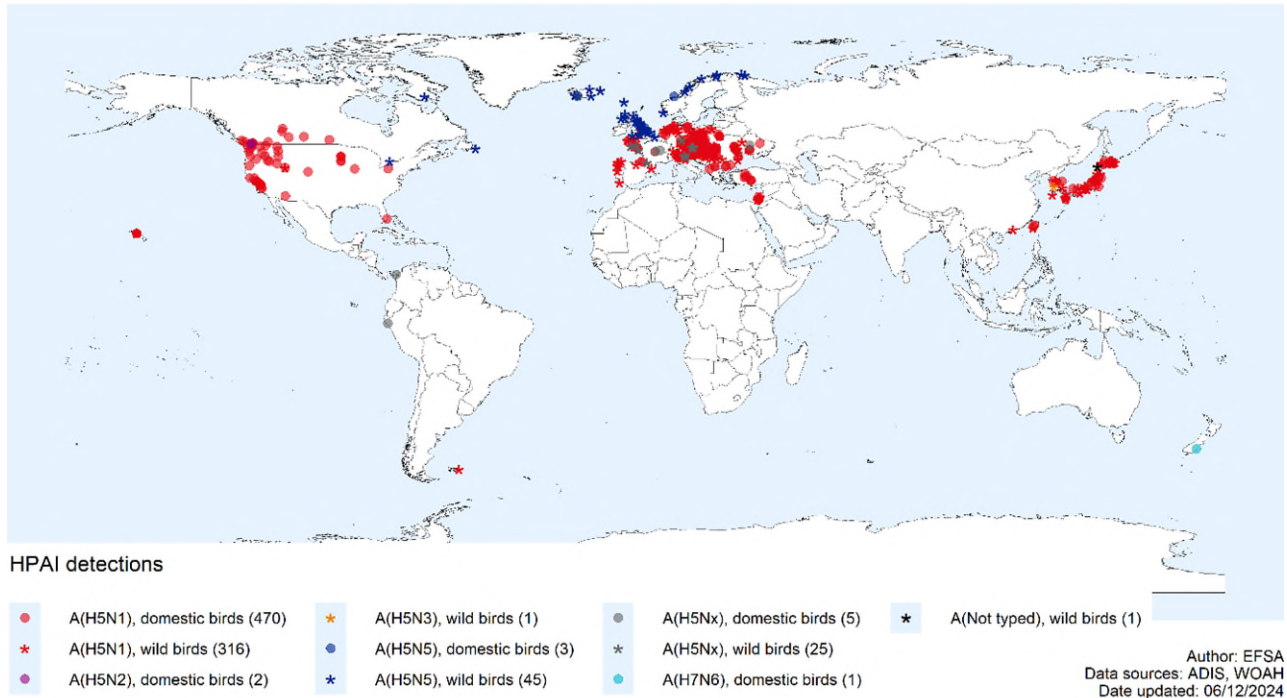 HPAI detections
A(H5N1), domestic birds (470)
A(H5N1), wild birds (316)
A(H5N2), domestic birds (2)
A(H5N3), wild birds (1)
A(H5N5), domestic birds (3)
A(H5N5), wild birds (45)
A(H5Nx), domestic birds (5)
A(H5Nx), wild birds (25)
A(H7N6), domestic birds (1)
A(Not typed), wild birds (1)
Author: EFSA
Data sources: ADIS, WOAH
Date updated: 06/12/2024